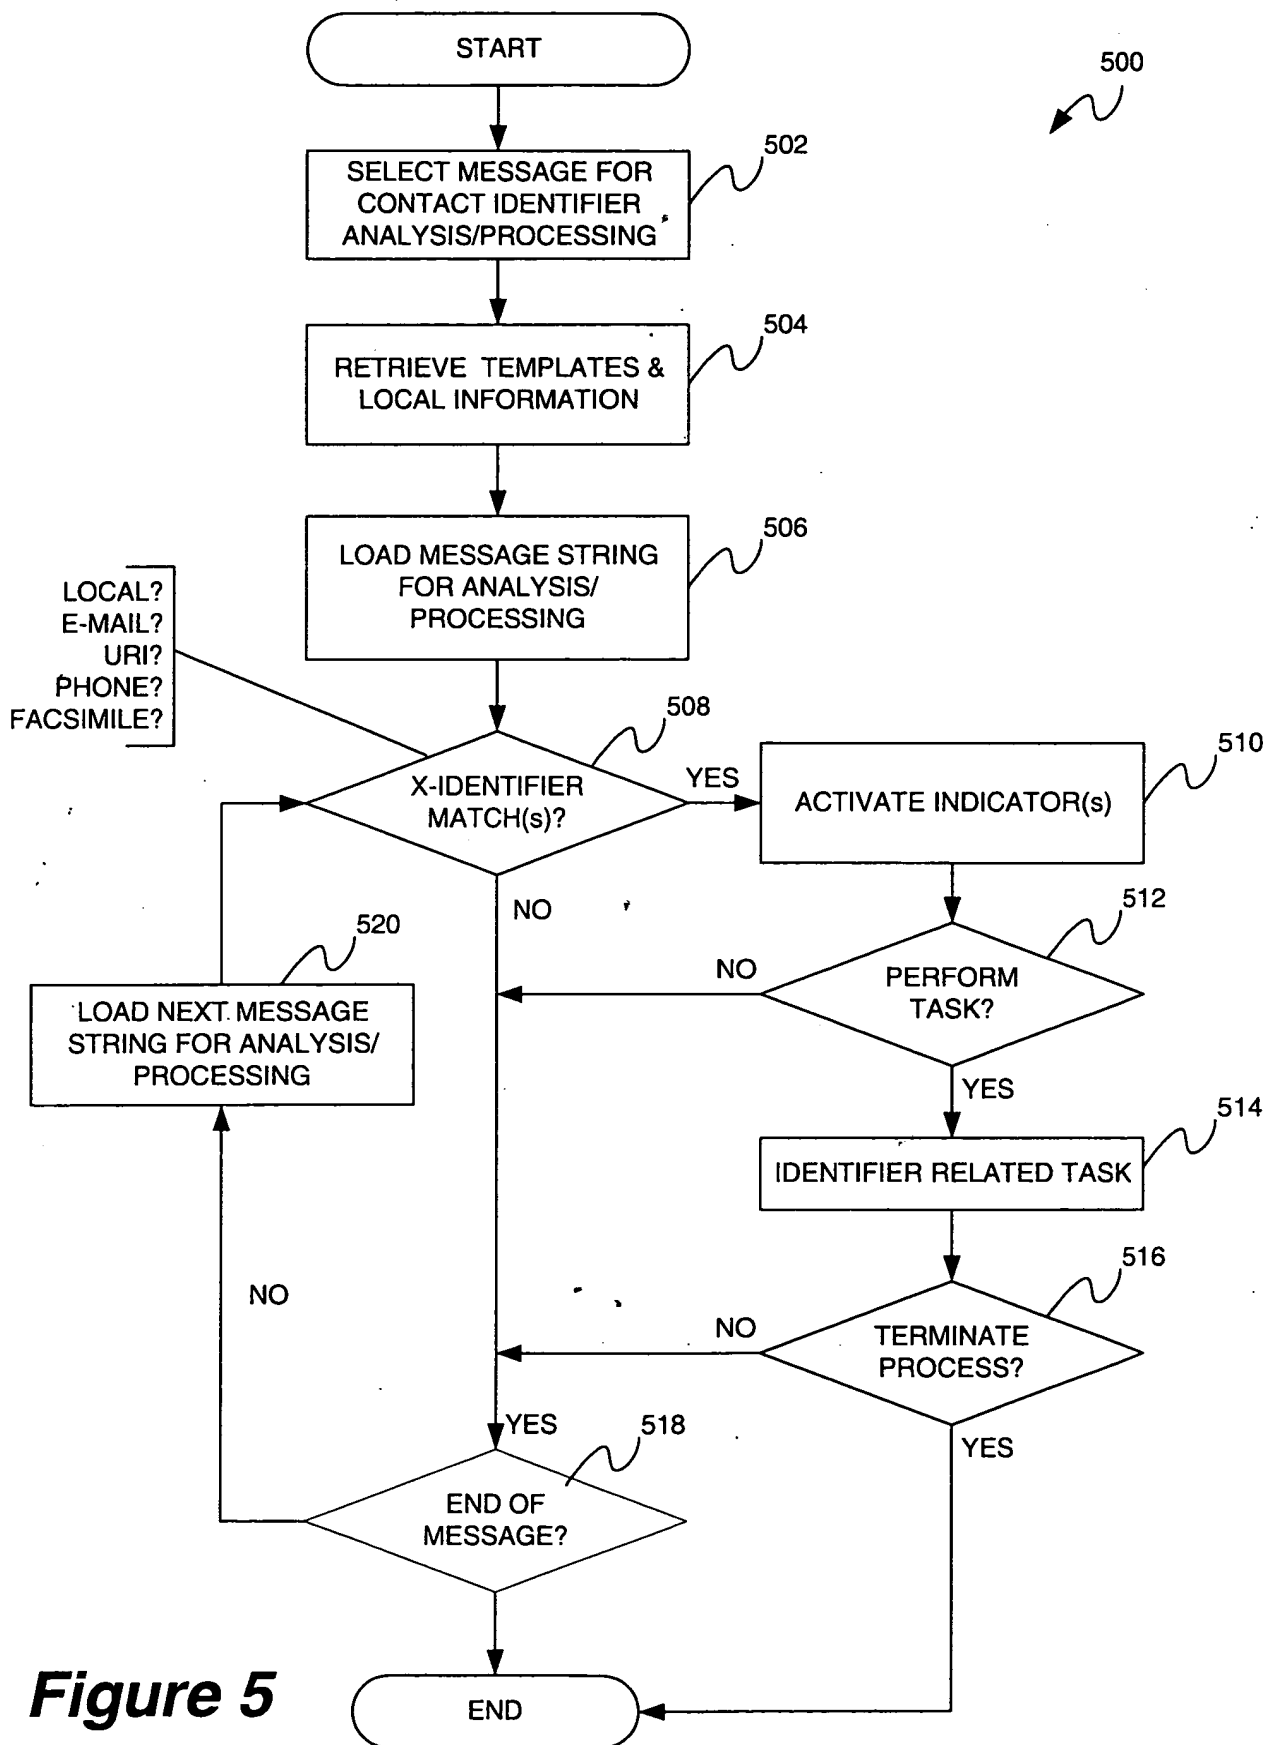 START
500
502
SELECT MESSAGE FOR
CONTACT IDENTIFIER
ANALYSIS/PROCESSING
504
RETRIEVE TEMPLATES &
LOCAL INFORMATION
506
LOAD MESSAGE STRING
FOR ANALYSIS/
PROCESSING
LOCAL?
E-MAIL?
URI?
PHONE?
FACSIMILE?
508
X-IDENTIFIER
MATCH(s)?
YES
510
ACTIVATE INDICATOR(s)
NO
512
PERFORM
TASK?
NO
YES
520
LOAD NEXT MESSAGE
STRING FOR ANALYSIS/
PROCESSING
514
IDENTIFIER RELATED TASK
516
TERMINATE
PROCESS?
NO
YES
NO
YES
518
END OF
MESSAGE?
END
Figure 5